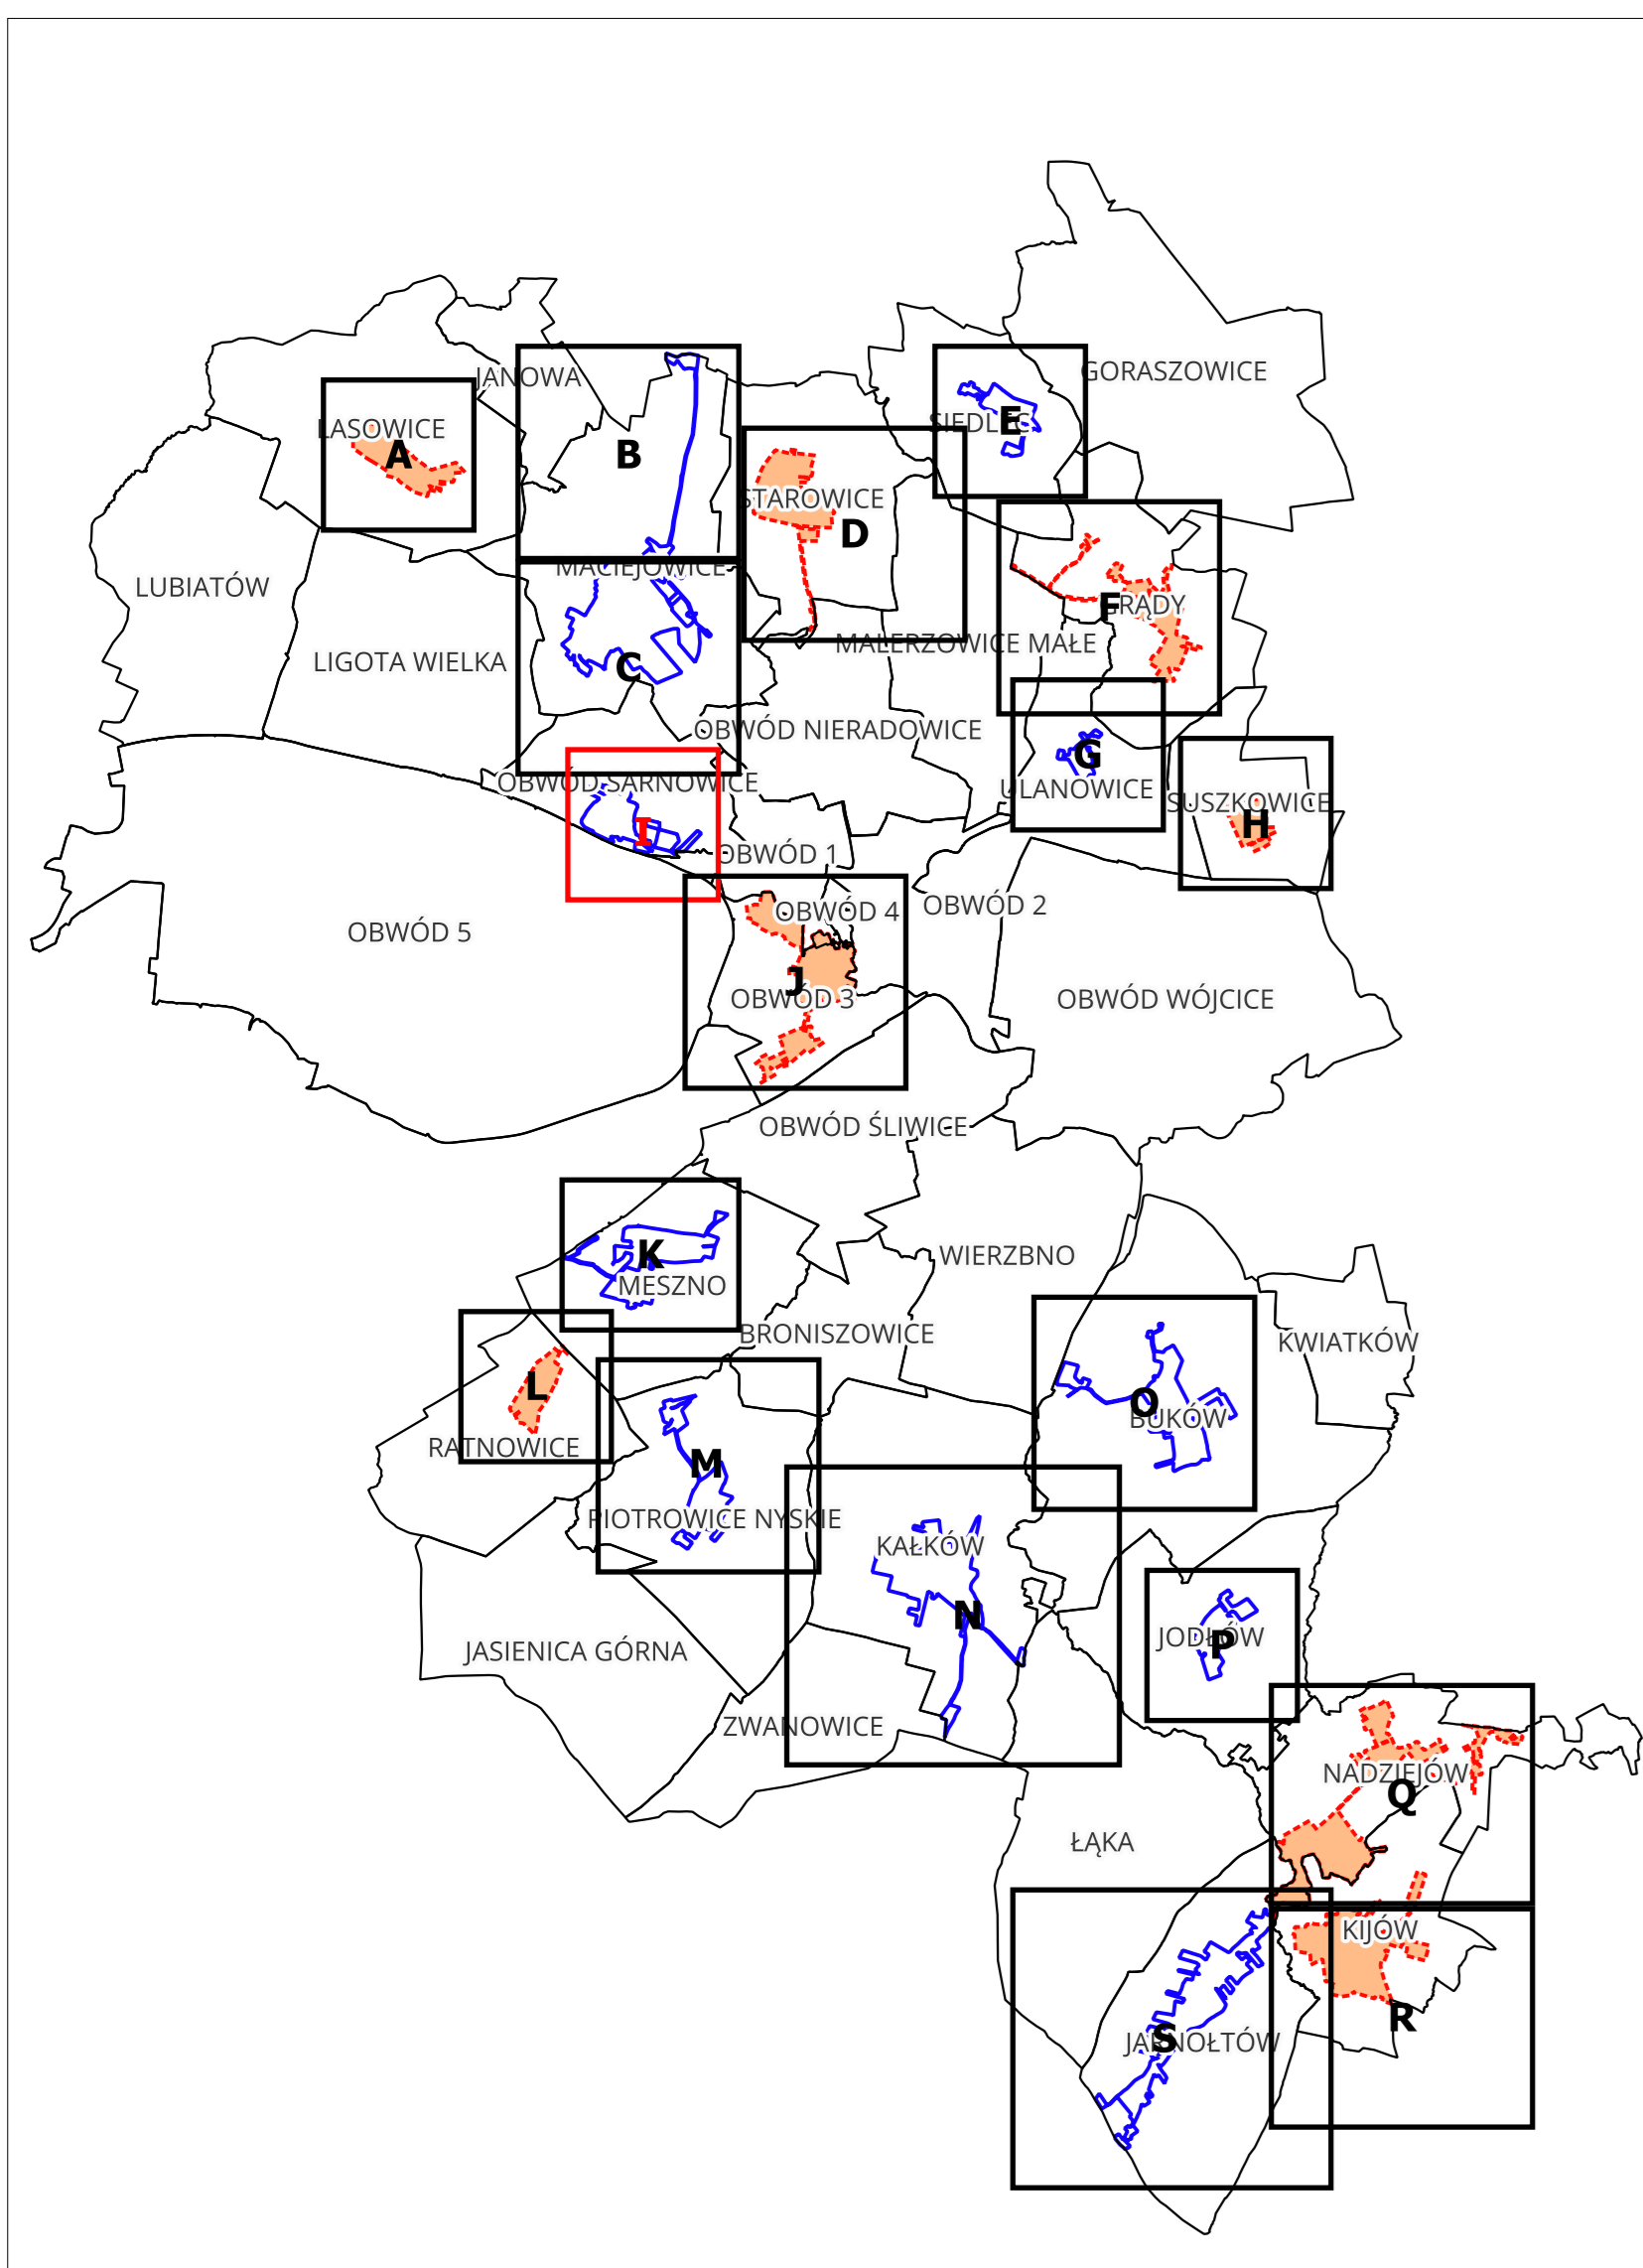 GORASZOWICE
JANOWA
LASOWICE
A
B
E
SIEDLEC
STAROWICE
D
MACIEJOWICE
LUBIATÓW
F
GRĄDY
MALERZOWICE MAŁE
LIGOTA WIELKA
C
OBWÓD NIERADOWICE
G
OBWÓD SARNOWICE
ULANOWICE
SUSZKOWICE
H
I
OBWÓD 1
OBWÓD 4
OBWÓD 2
OBWÓD 5
J
OBWÓD 3
OBWÓD WÓJCICE
OBWÓD ŚLIWICE
K
WIERZBNO
MESZNO
BRONISZOWICE
KWIATKÓW
L
O
BUKÓW
RATNOWICE
M
PIOTROWICE NYSKIE
KAŁKÓW
N
JODŁÓW
P
JASIENICA GÓRNA
ZWANOWICE
NADZIEJÓW
Q
ŁĄKA
KIJÓW
R
S
JARNOŁTÓW